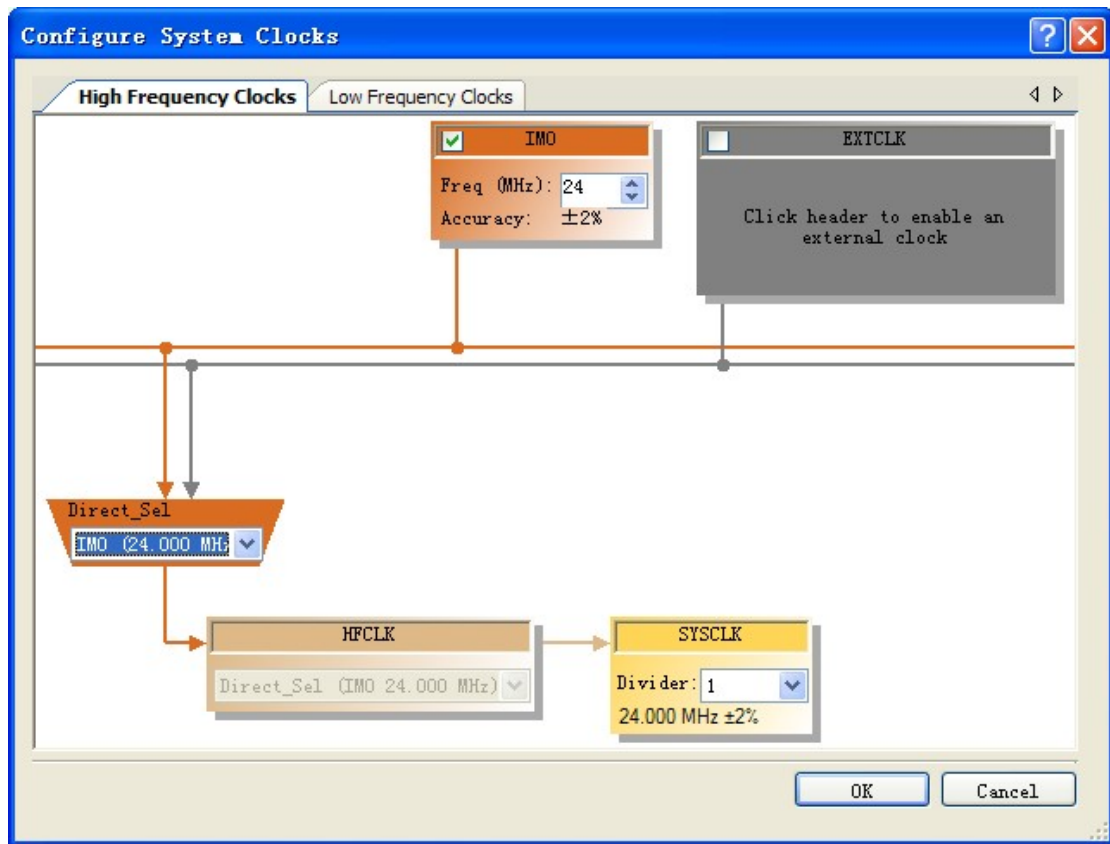 Configure System Clocks
High Frequency Clocks
Low Frequency Clocks
IMO
Freq (MHz): 24
Accuracy: ±2%
EXTCLK
Click header to enable an
external clock
Direct_Sel
IMO (24.000 MHz
HFCLK
Direct_Sel (IMO 24.000 MHz)
SYSCLK
Divider: 1
24.000 MHz ±2%
OK
Cancel